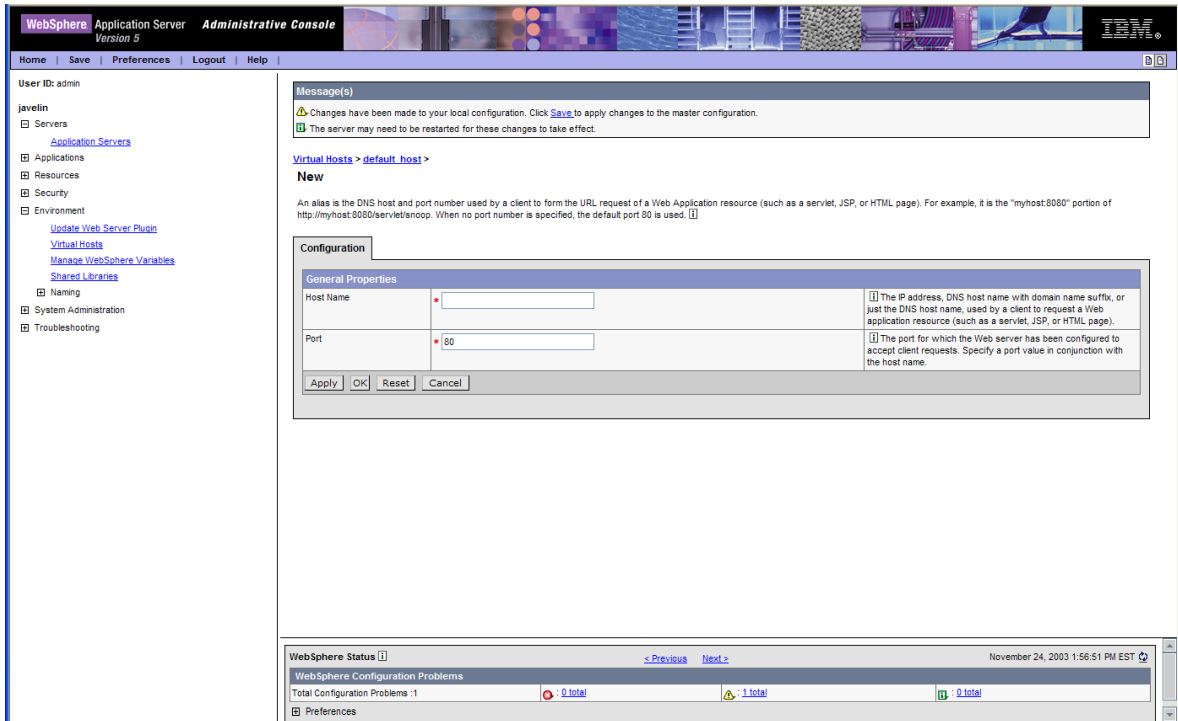 WebSphere Application Server Administrative Console
Version 5
IBM
Home | Save | Preferences | Logout | Help |
User ID: admin
javelin
Servers
Application Servers
Applications
Resources
Security
Environment
Update Web Server Plugin
Virtual Hosts
Manage WebSphere Variables
Shared Libraries
Naming
System Administration
Troubleshooting
Message(s)
Changes have been made to your local configuration. Click Save to apply changes to the master configuration.
The server may need to be restarted for these changes to take effect.
Virtual Hosts > default_host >
New
An alias is the DNS host and port number used by a client to form the URL request of a Web Application resource (such as a servlet, JSP, or HTML page). For example, it is the "myhost:8080" portion of
http://myhost:8080/servlet/snoop. When no port number is specified, the default port 80 is used. i
Configuration
General Properties
Host Name *
i The IP address, DNS host name with domain name suffix, or
just the DNS host name, used by a client to request a Web
application resource (such as a servlet, JSP, or HTML page).
Port * 80
i The port for which the Web server has been configured to
accept client requests. Specify a port value in conjunction with
the host name.
Apply OK Reset Cancel
WebSphere Status i < Previous Next > November 24, 2003 1:56:51 PM EST
WebSphere Configuration Problems
Total Configuration Problems :1 : 0 total : 1 total : 0 total
Preferences